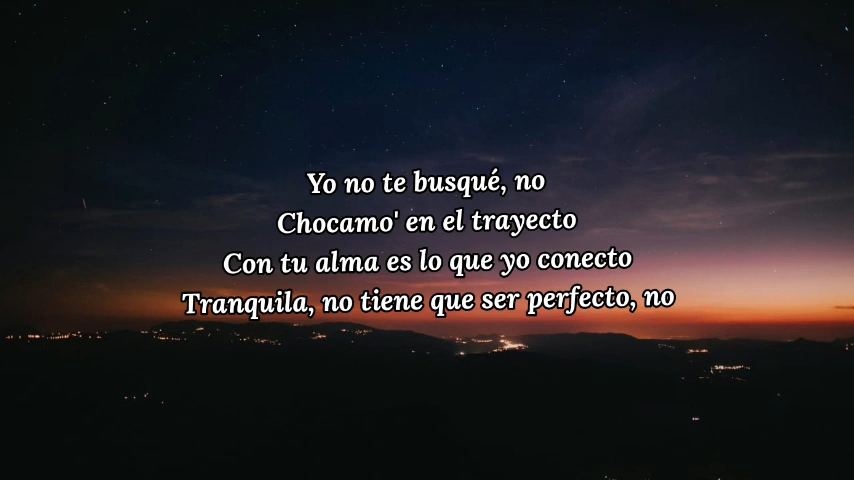 Yo no te busqué, no
Chocamo' en el trayecto
Con tu alma es lo que yo conecto
Tranquila, no tiene que ser perfecto, no